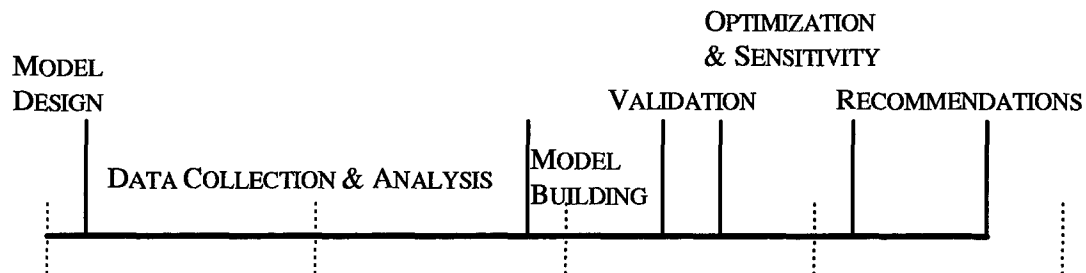 OPTIMIZATION
& SENSITIVITY
MODEL
DESIGN
VALIDATION
RECOMMENDATIONS
DATA COLLECTION & ANALYSIS
MODEL
BUILDING